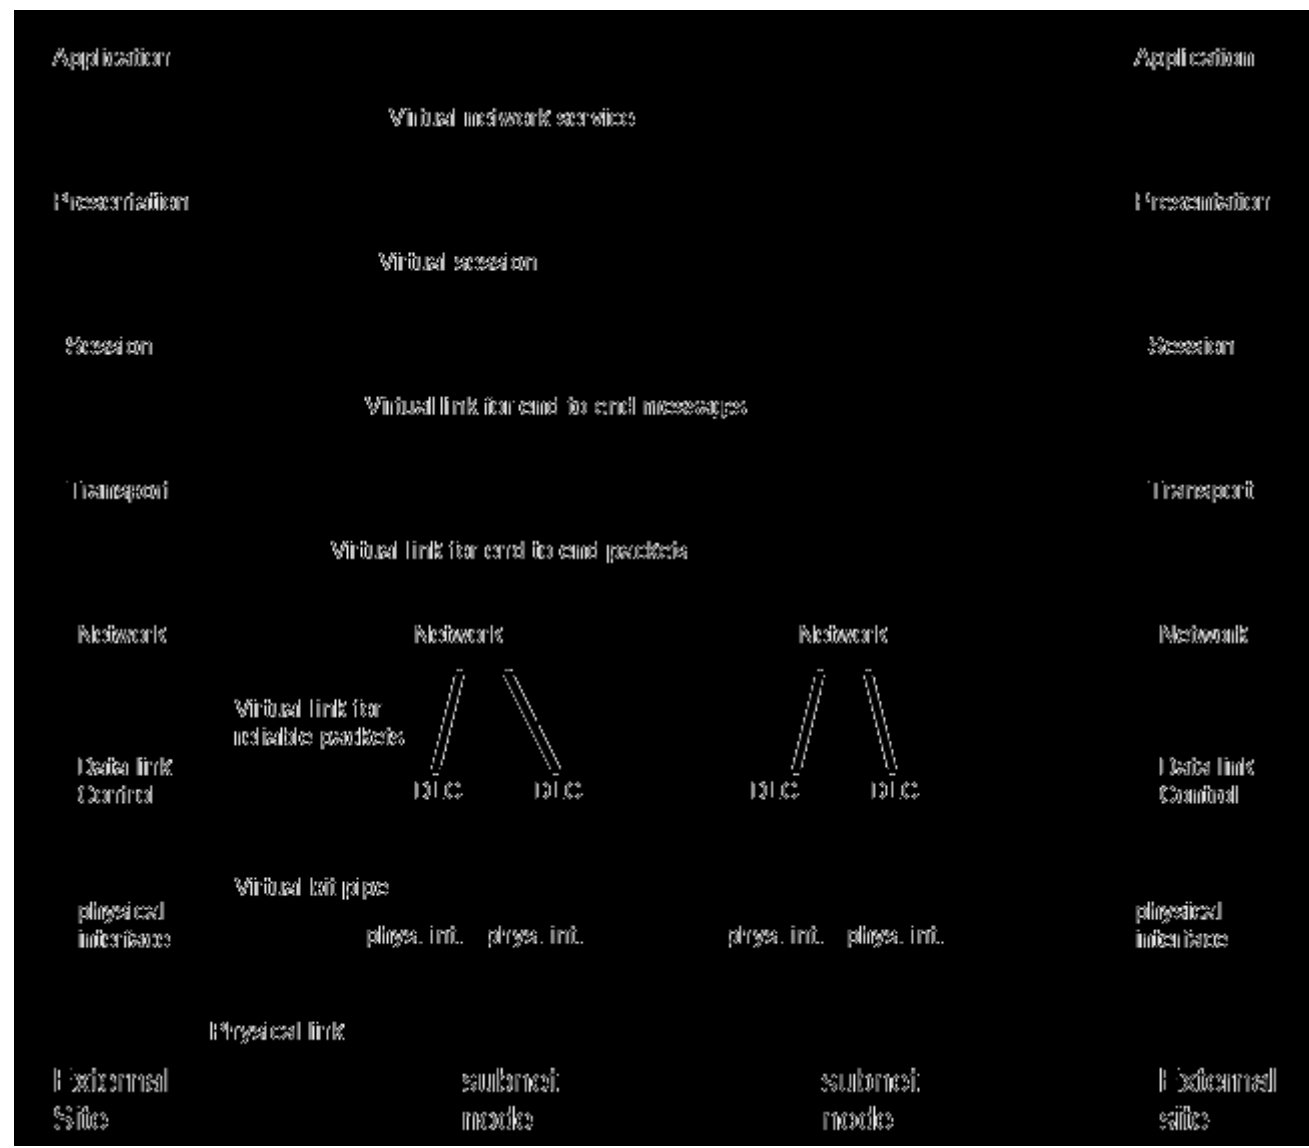 Application Application
Virtual network service
Presentation Presentation
Virtual session
Session Session
Virtual link for end to end messages
Transport Transport
Virtual link for end to end packets
Network Network Network Network
Virtual link for
reliable packets
Data link DLC DLC DLC DLC Data link
Control Control
Virtual bit pipe
physical physical
interface phys. int. phys. int. phys. int. phys. int. interface
Physical link
External subnet subnet External
Site node node site